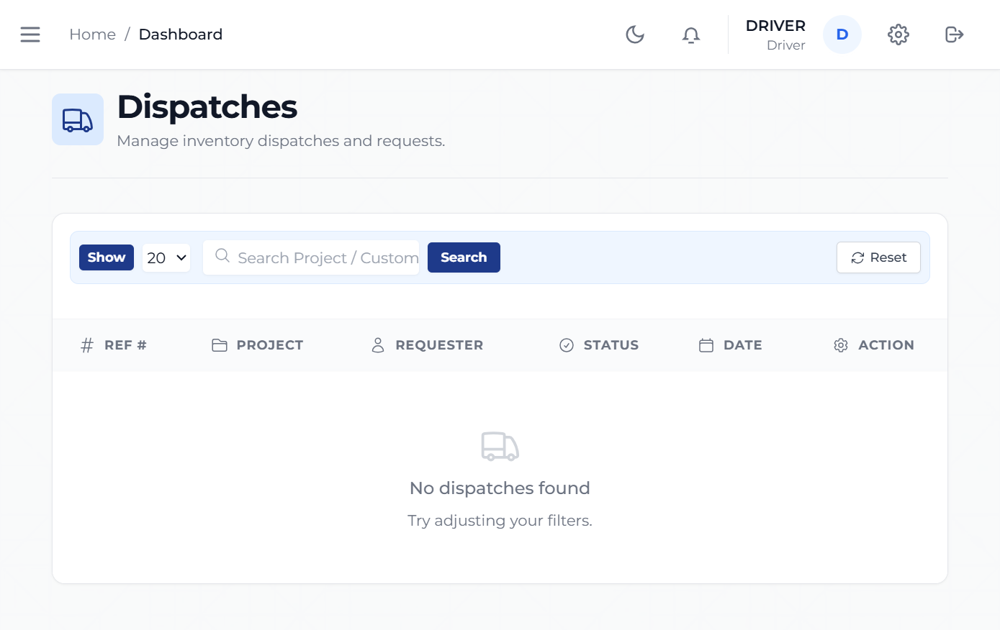 Home / Dashboard
DRIVER
Driver
D
Dispatches
Manage inventory dispatches and requests.
Show
20
Search Project / Custom
Search
Reset
REF #
PROJECT
REQUESTER
STATUS
DATE
ACTION
No dispatches found
Try adjusting your filters.